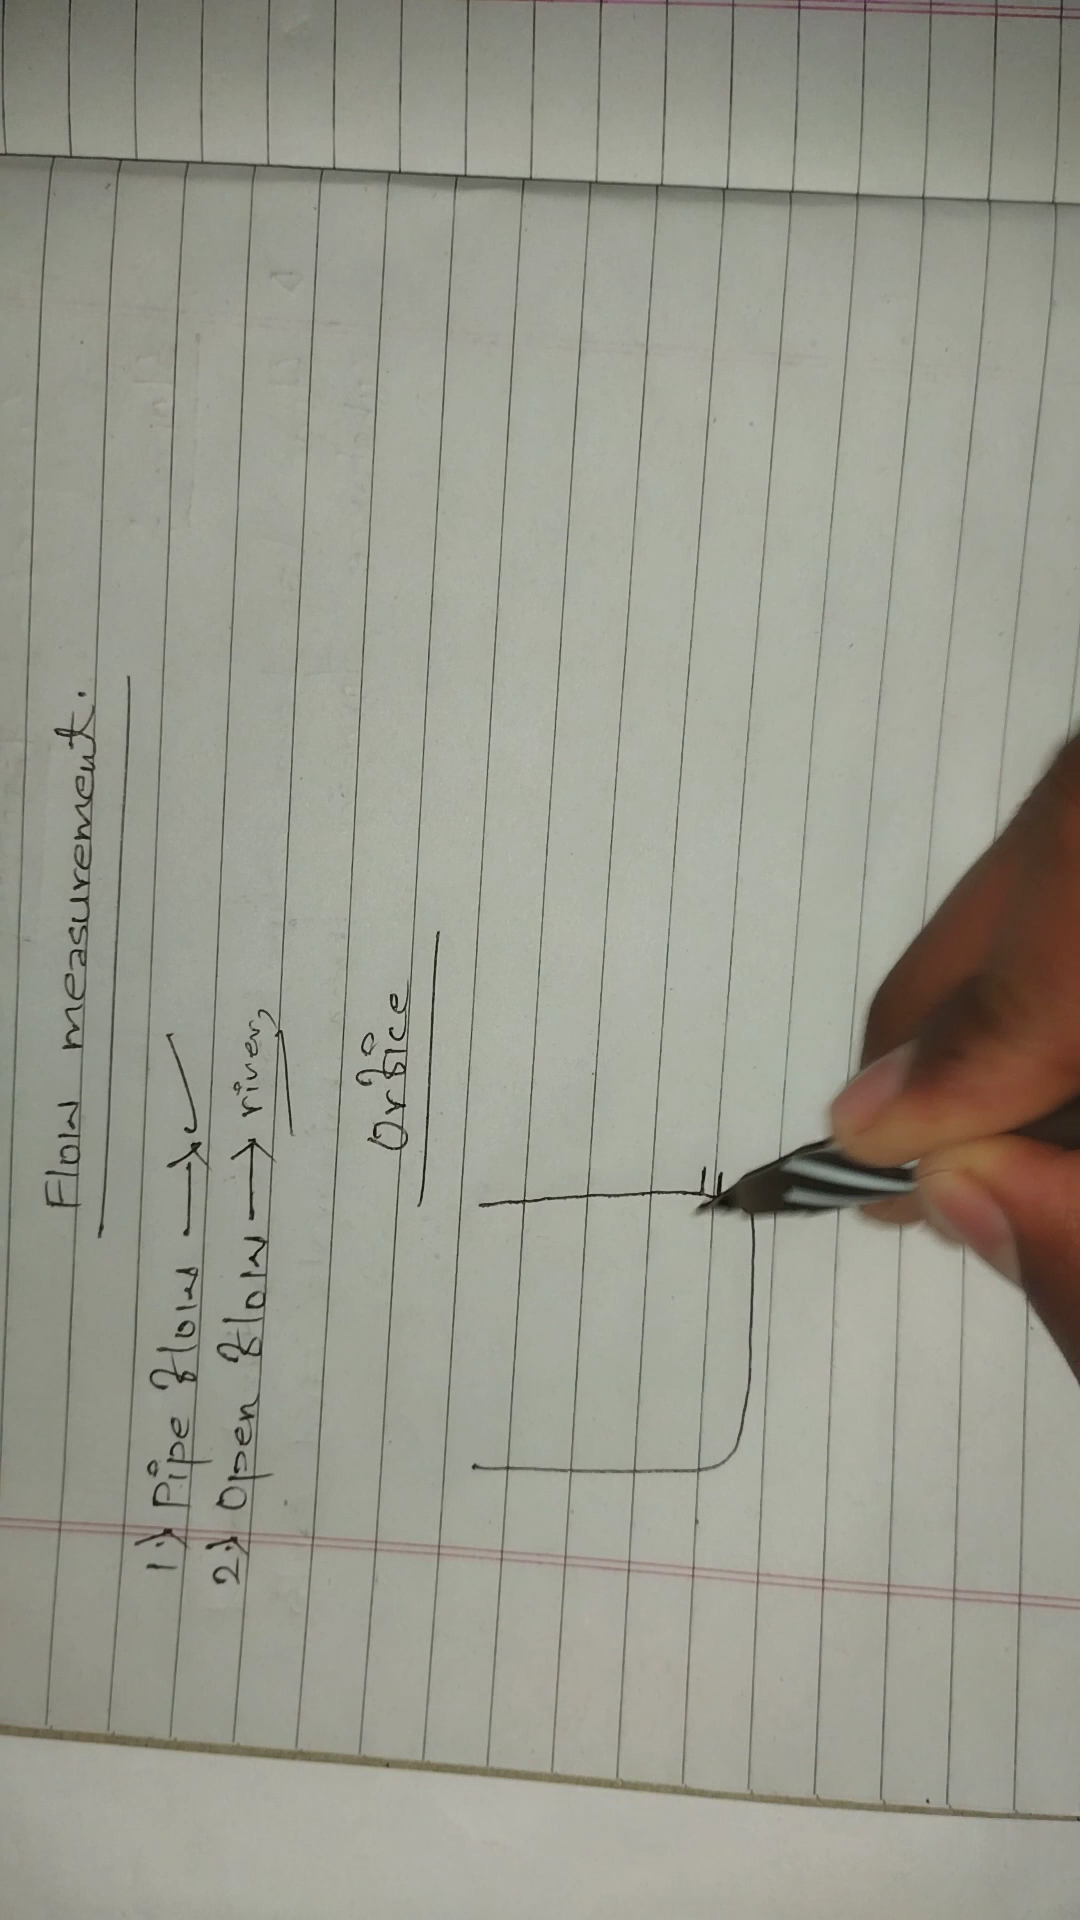 Flow measurement.
1) Pipe flow → ✓
2) Open flow → river,
Orifice